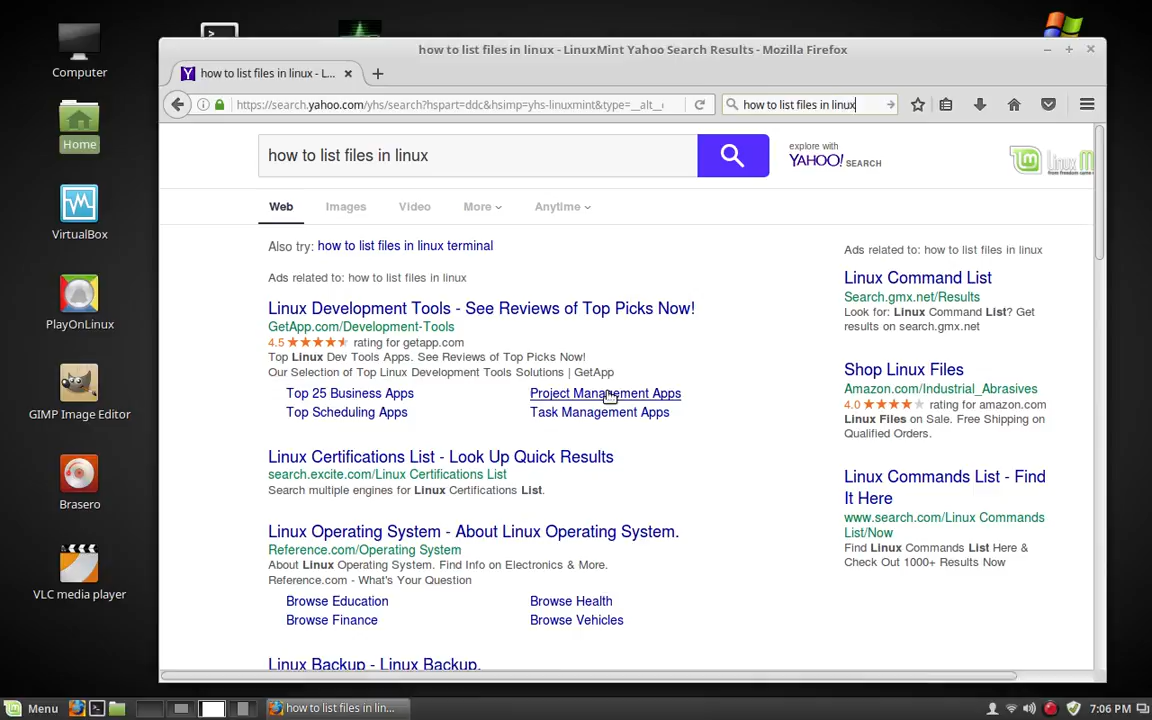 how to list files in linux - LinuxMint Yahoo Search Results - Mozilla Firefox
how to list files in linux - L...
https://search.yahoo.com/yhs/search?hspart=ddc&hsimp=yhs-linuxmint&type=__alt__
how to list files in linux
Computer
Home
VirtualBox
PlayOnLinux
GIMP Image Editor
Brasero
VLC media player
how to list files in linux
explore with
YAHOO! SEARCH
Linux M
from freedom came
Web
Images
Video
More
Anytime
Also try: how to list files in linux terminal
Ads related to: how to list files in linux
Linux Development Tools - See Reviews of Top Picks Now!
GetApp.com/Development-Tools
4.5 rating for getapp.com
Top Linux Dev Tools Apps. See Reviews of Top Picks Now!
Our Selection of Top Linux Development Tools Solutions | GetApp
Top 25 Business Apps
Project Management Apps
Top Scheduling Apps
Task Management Apps
Linux Certifications List - Look Up Quick Results
search.excite.com/Linux Certifications List
Search multiple engines for Linux Certifications List.
Linux Operating System - About Linux Operating System.
Reference.com/Operating System
About Linux Operating System. Find Info on Electronics & More.
Reference.com - What's Your Question
Browse Education
Browse Health
Browse Finance
Browse Vehicles
Linux Backup - Linux Backup.
Ads related to: how to list files in linux
Linux Command List
Search.gmx.net/Results
Look for: Linux Command List? Get
results on search.gmx.net
Shop Linux Files
Amazon.com/Industrial_Abrasives
4.0 rating for amazon.com
Linux Files on Sale. Free Shipping on
Qualified Orders.
Linux Commands List - Find
It Here
www.search.com/Linux Commands
List/Now
Find Linux Commands List Here &
Check Out 1000+ Results Now
Menu
how to list files in lin...
7:06 PM